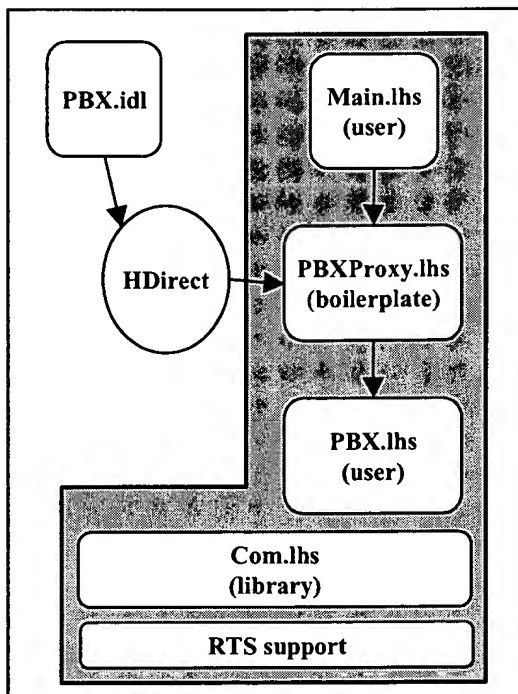 PBX.idl
Main.lhs
(user)
HDirect
PBXProxy.lhs
(boilerplate)
PBX.lhs
(user)
Com.lhs
(library)
RTS support